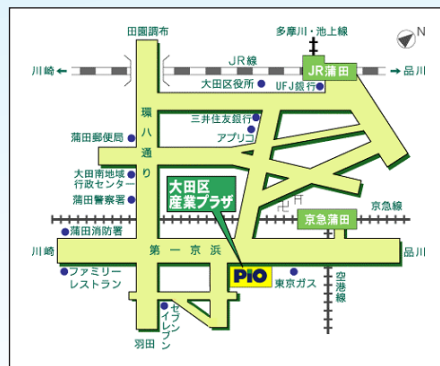 田園調布
多摩川・池上線
N
川崎←
JR線
→品川
大田区役所
JR蒲田
UFJ銀行
環八通り
三井住友銀行
アプリコ
蒲田郵便局
大田南地域
行政センター
蒲田警察署
大田区
産業プラザ
京急蒲田
京急線
蒲田消防署
川崎
第一京浜
品川
ファミリー
レストラン
PiO
東京ガス
空港線
セブン
イレブン
羽田